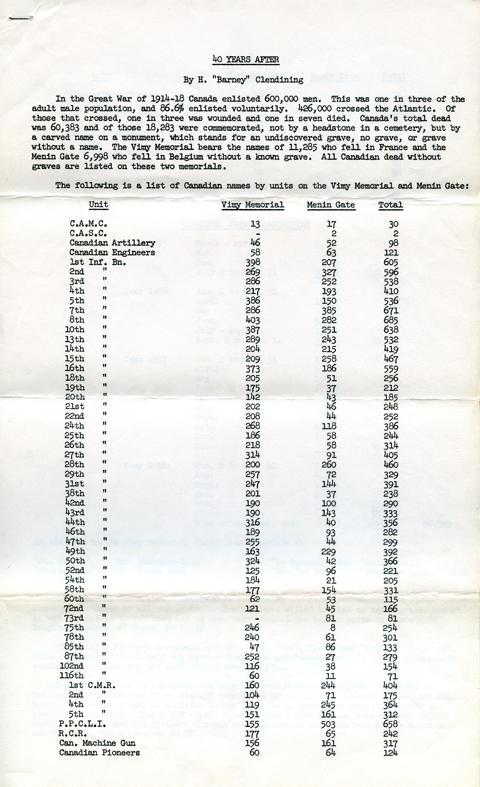 40 YEARS AFTER
By H. "Barney" Clendining
In the Great War of 1914-18 Canada enlisted 600,000 men. This was one in three of the
adult male population, and 86.6% enlisted voluntarily. 426,000 crossed the Atlantic. Of
those that crossed, one in three was wounded and one in seven died. Canada's total dead
was 60,383 and of those 18,283 were commemorated, not by a headstone in a cemetery, but by
a carved name on a monument, which stands for an undiscovered grave, no grave, or grave
without a name. The Vimy Memorial bears the names of 11,285 who fell in France and the
Menin Gate 6,998 who fell in Belgium without a known grave. All Canadian dead without
graves are listed on these two memorials.
The following is a list of Canadian names by units on the Vimy Memorial and Menin Gate:
Unit Vimy Memorial Menin Gate Total
C.A.M.C. 13 17 30
C.A.S.C. - 2 2
Canadian Artillery 46 52 98
Canadian Engineers 58 63 121
1st Inf. Bn. 398 207 605
2nd " 269 327 596
3rd " 286 252 538
4th " 217 193 410
5th " 386 150 536
7th " 286 385 671
8th " 403 282 685
10th " 387 251 638
13th " 289 243 532
14th " 204 215 419
15th " 209 258 467
16th " 373 186 559
18th " 205 51 256
19th " 175 37 212
20th " 142 43 185
21st " 202 46 248
22nd " 208 44 252
24th " 268 118 386
25th " 186 58 244
26th " 218 58 314
27th " 314 91 405
28th " 200 260 460
29th " 257 72 329
31st " 247 144 391
38th " 201 37 238
42nd " 190 100 290
43rd " 190 143 333
44th " 316 40 356
46th " 189 93 282
47th " 255 44 299
49th " 163 229 392
50th " 324 42 366
52nd " 125 96 221
54th " 184 21 205
58th " 177 154 331
60th " 62 53 115
72nd " 121 45 166
73rd " - 81 81
75th " 246 8 254
78th " 240 61 301
85th " 47 86 133
87th " 252 27 279
102nd " 116 38 154
116th " 60 11 71
1st C.M.R. 160 244 404
2nd " 104 71 175
4th " 119 245 364
5th " 151 161 312
P.P.C.L.I. 155 503 658
R.C.R. 177 65 242
Can. Machine Gun 156 161 317
Canadian Pioneers 60 64 124